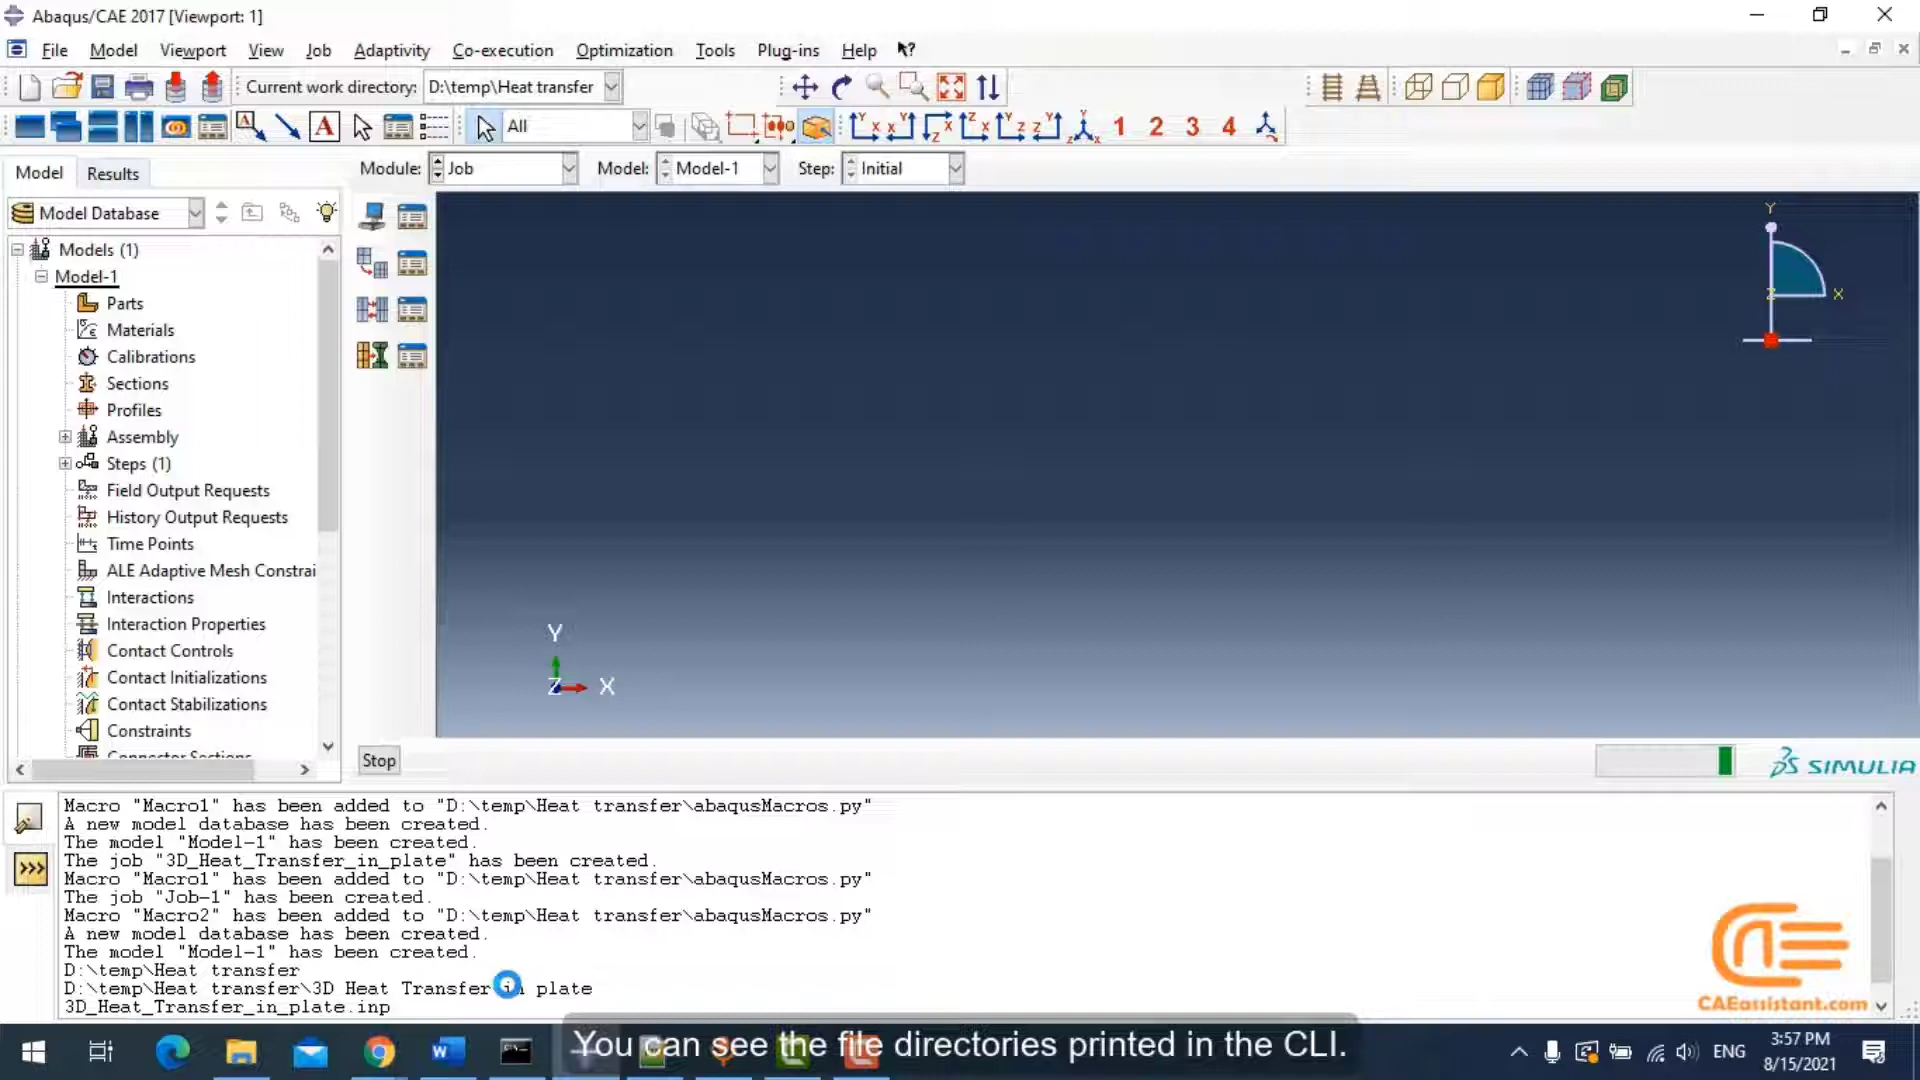 Abaqus/CAE 2017 [Viewport: 1]
File Model Viewport View Job Adaptivity Co-execution Optimization Tools Plug-ins Help
Current work directory: D:\temp\Heat transfer
All
1 2 3 4
Model Results
Module: Job Model: Model-1 Step: Initial
Model Database
Models (1)
Model-1
Parts
Materials
Calibrations
Sections
Profiles
Assembly
Steps (1)
Field Output Requests
History Output Requests
Time Points
ALE Adaptive Mesh Constrai
Interactions
Interaction Properties
Contact Controls
Contact Initializations
Contact Stabilizations
Constraints
Connector Sections
Y
Z X
Y
Z X
Stop
SIMULIA
Macro "Macro1" has been added to "D:\temp\Heat transfer\abaqusMacros.py"
A new model database has been created.
The model "Model-1" has been created.
The job "3D_Heat_Transfer_in_plate" has been created.
Macro "Macro1" has been added to "D:\temp\Heat transfer\abaqusMacros.py"
The job "Job-1" has been created.
Macro "Macro2" has been added to "D:\temp\Heat transfer\abaqusMacros.py"
A new model database has been created.
The model "Model-1" has been created.
D:\temp\Heat transfer
D:\temp\Heat transfer\3D Heat Transfer in plate
3D_Heat_Transfer_in_plate.inp
CAEassistant.com
You can see the file directories printed in the CLI.
ENG
3:57 PM
8/15/2021